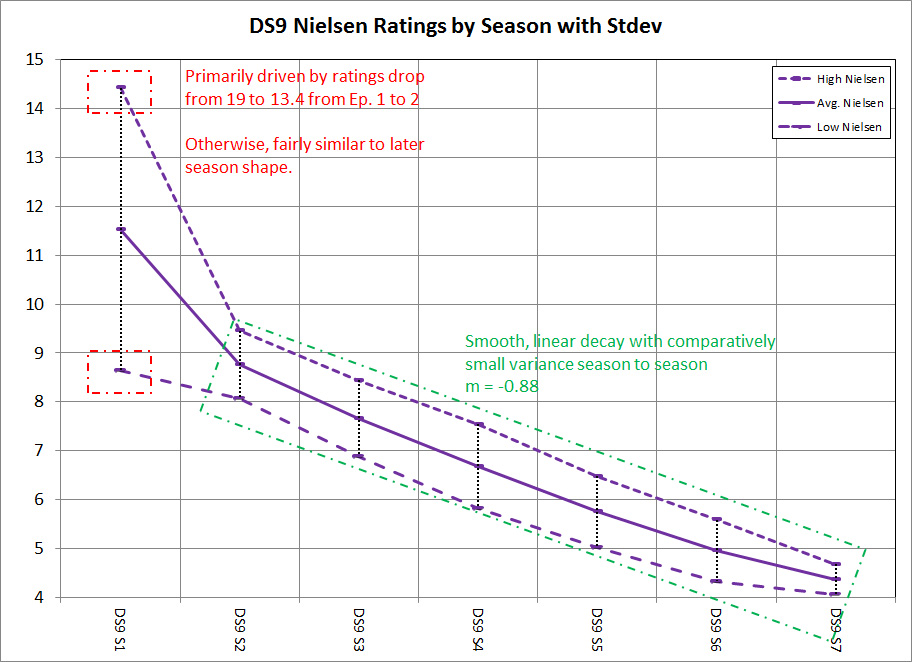 DS9 Nielsen Ratings by Season with Stdev
15
14
13
12
11
10
9
8
7
6
5
4
Primarily driven by ratings drop
from 19 to 13.4 from Ep. 1 to 2
Otherwise, fairly similar to later
season shape.
High Nielsen
Avg. Nielsen
Low Nielsen
Smooth, linear decay with comparatively
small variance season to season
m = -0.88
DS9 S1
DS9 S2
DS9 S3
DS9 S4
DS9 S5
DS9 S6
DS9 S7